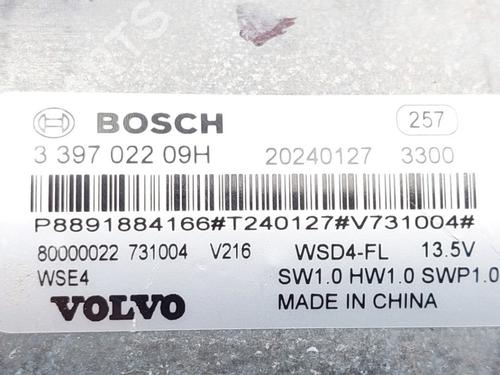 BOSCH 257
3 397 022 09H 20240127 3300
P8891884166#T240127#V731004#
80000022 731004 V216 WSD4-FL 13.5V
WSE4 SW1.0 HW1.0 SWP1.0
VOLVO MADE IN CHINA